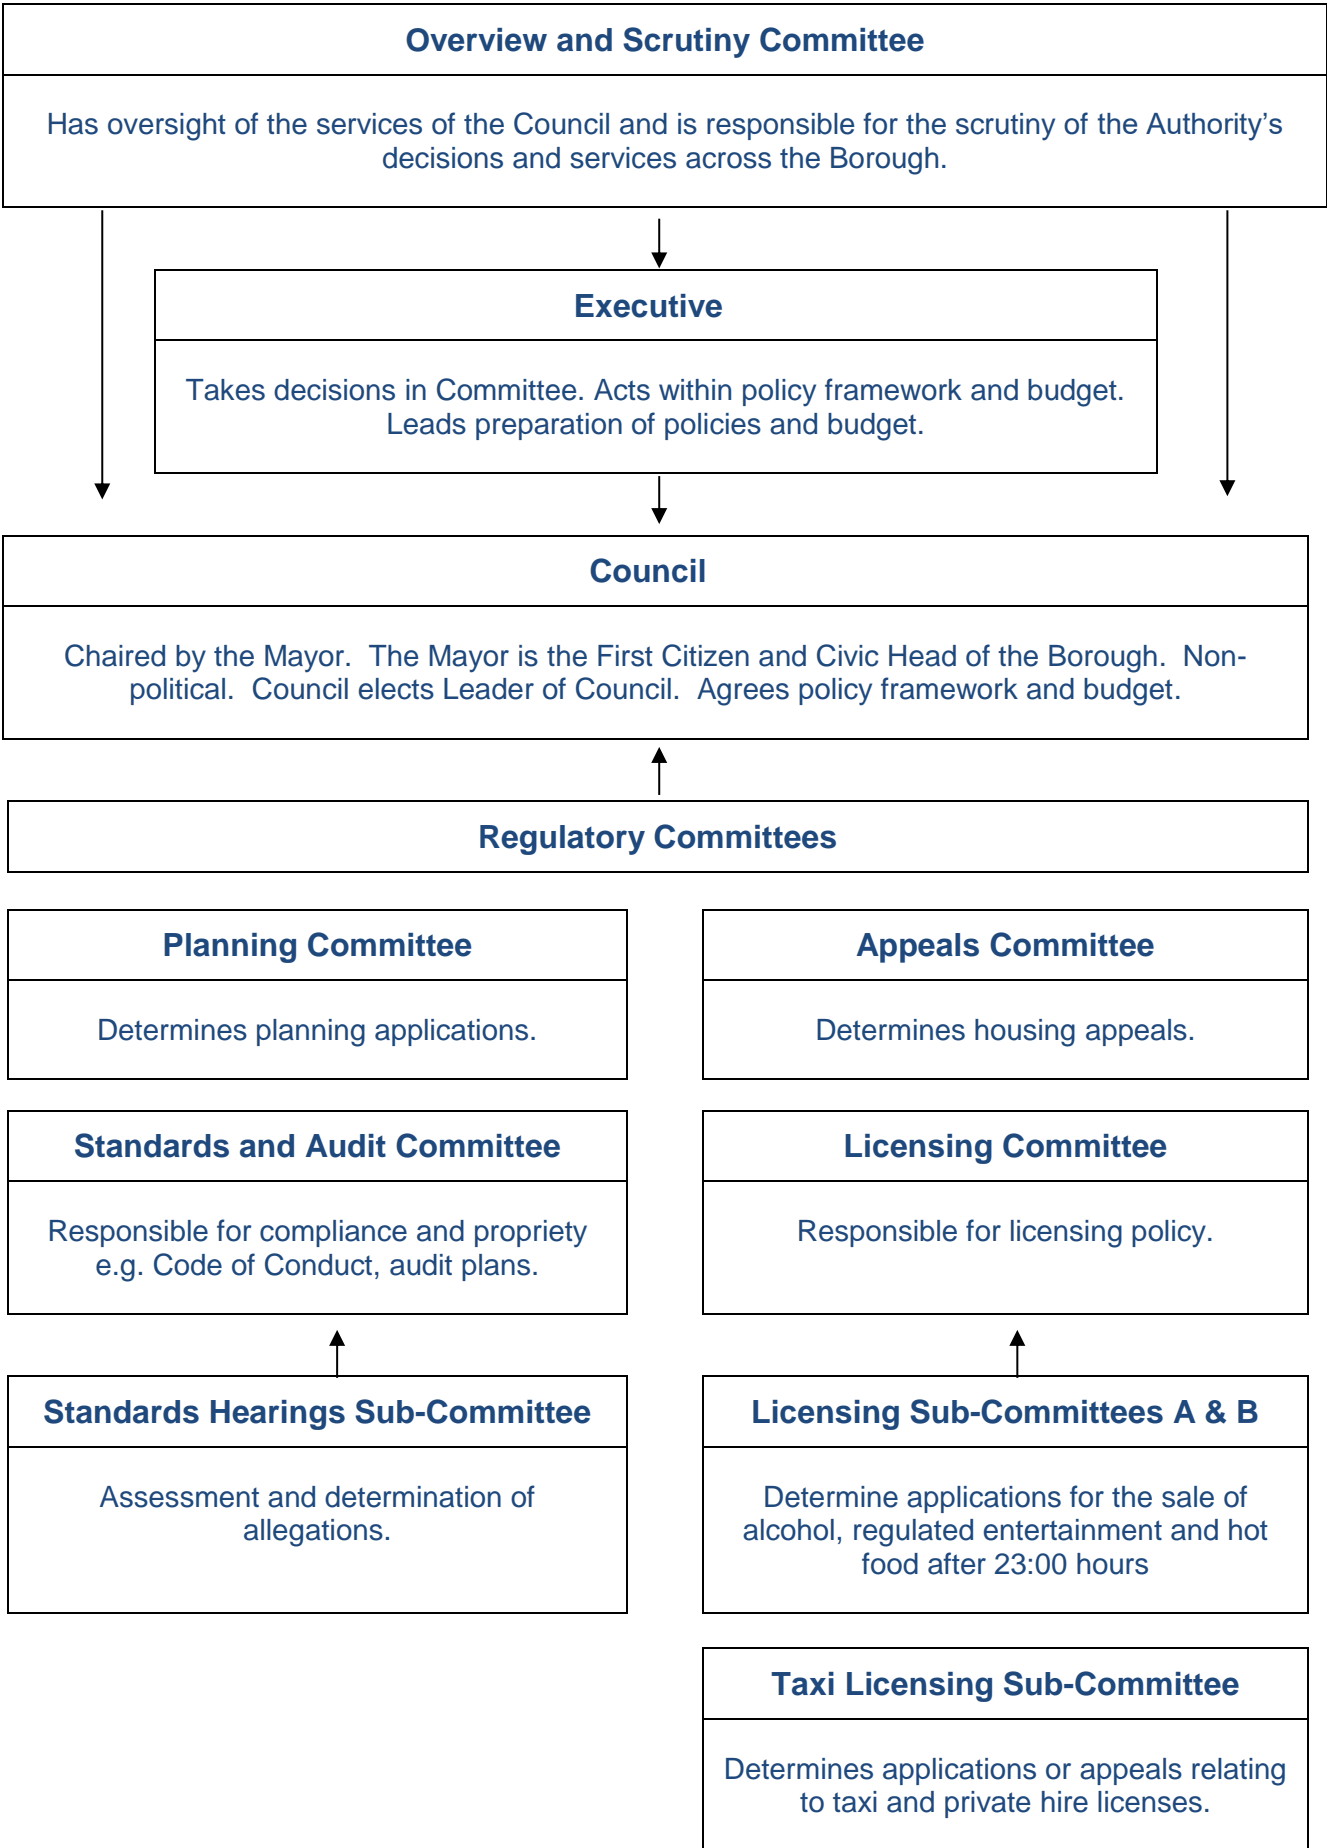 Overview and Scrutiny Committee
Has oversight of the services of the Council and is responsible for the scrutiny of the Authority’s
decisions and services across the Borough.
Executive
Takes decisions in Committee. Acts within policy framework and budget.
Leads preparation of policies and budget.
Council
Chaired by the Mayor.  The Mayor is the First Citizen and Civic Head of the Borough.  Non-
political.  Council elects Leader of Council.  Agrees policy framework and budget.
Regulatory Committees
Planning Committee
Determines planning applications.
Appeals Committee
Determines housing appeals.
Standards and Audit Committee
Responsible for compliance and propriety
e.g. Code of Conduct, audit plans.
Licensing Committee
Responsible for licensing policy.
Standards Hearings Sub-Committee
Assessment and determination of
allegations.
Licensing Sub-Committees A & B
Determine applications for the sale of
alcohol, regulated entertainment and hot
food after 23:00 hours
Taxi Licensing Sub-Committee
Determines applications or appeals relating
to taxi and private hire licenses.